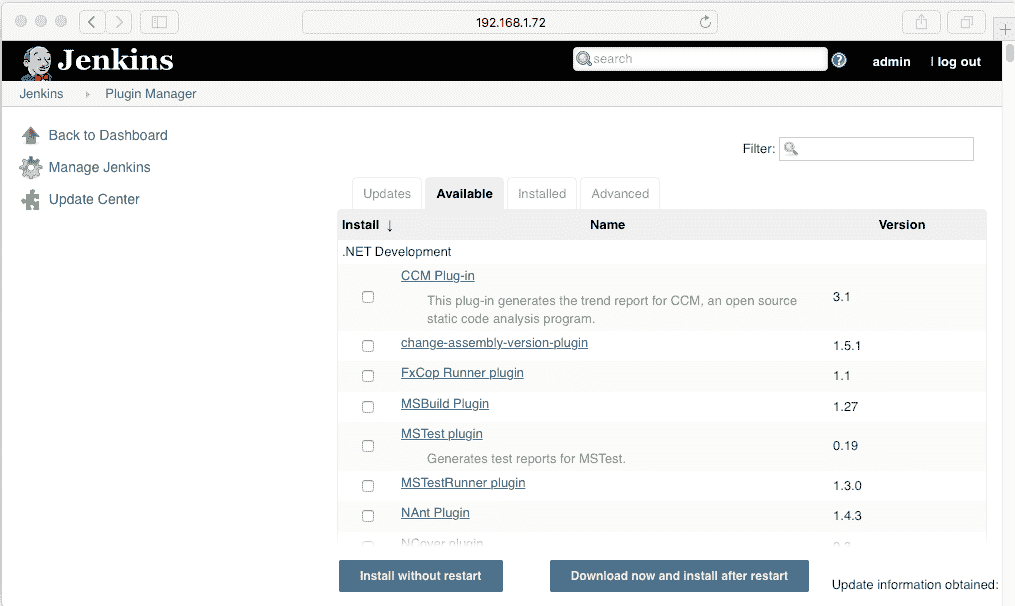 192.168.1.72
Jenkins
search
? admin | log out
Jenkins Plugin Manager
Back to Dashboard
Manage Jenkins
Update Center
Filter:
Updates Available Installed Advanced
Install ↓ Name Version
.NET Development
CCM Plug-in
This plug-in generates the trend report for CCM, an open source
static code analysis program.
3.1
change-assembly-version-plugin 1.5.1
FxCop Runner plugin 1.1
MSBuild Plugin 1.27
MSTest plugin
Generates test reports for MSTest.
0.19
MSTestRunner plugin 1.3.0
NAnt Plugin 1.4.3
NCover plugin
Install without restart Download now and install after restart Update information obtained: